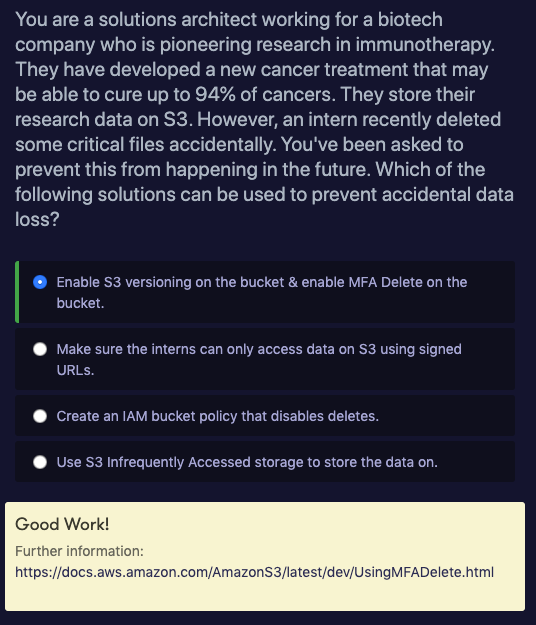 You are a solutions architect working for a biotech
company who is pioneering research in immunotherapy.
They have developed a new cancer treatment that may
be able to cure up to 94% of cancers. They store their
research data on S3. However, an intern recently deleted
some critical files accidentally. You've been asked to
prevent this from happening in the future. Which of the
following solutions can be used to prevent accidental data
loss?
Enable S3 versioning on the bucket & enable MFA Delete on the
bucket.
Make sure the interns can only access data on S3 using signed
URLs.
Create an IAM bucket policy that disables deletes.
Use S3 Infrequently Accessed storage to store the data on.
Good Work!
Further information:
https://docs.aws.amazon.com/AmazonS3/latest/dev/UsingMFADelete.html